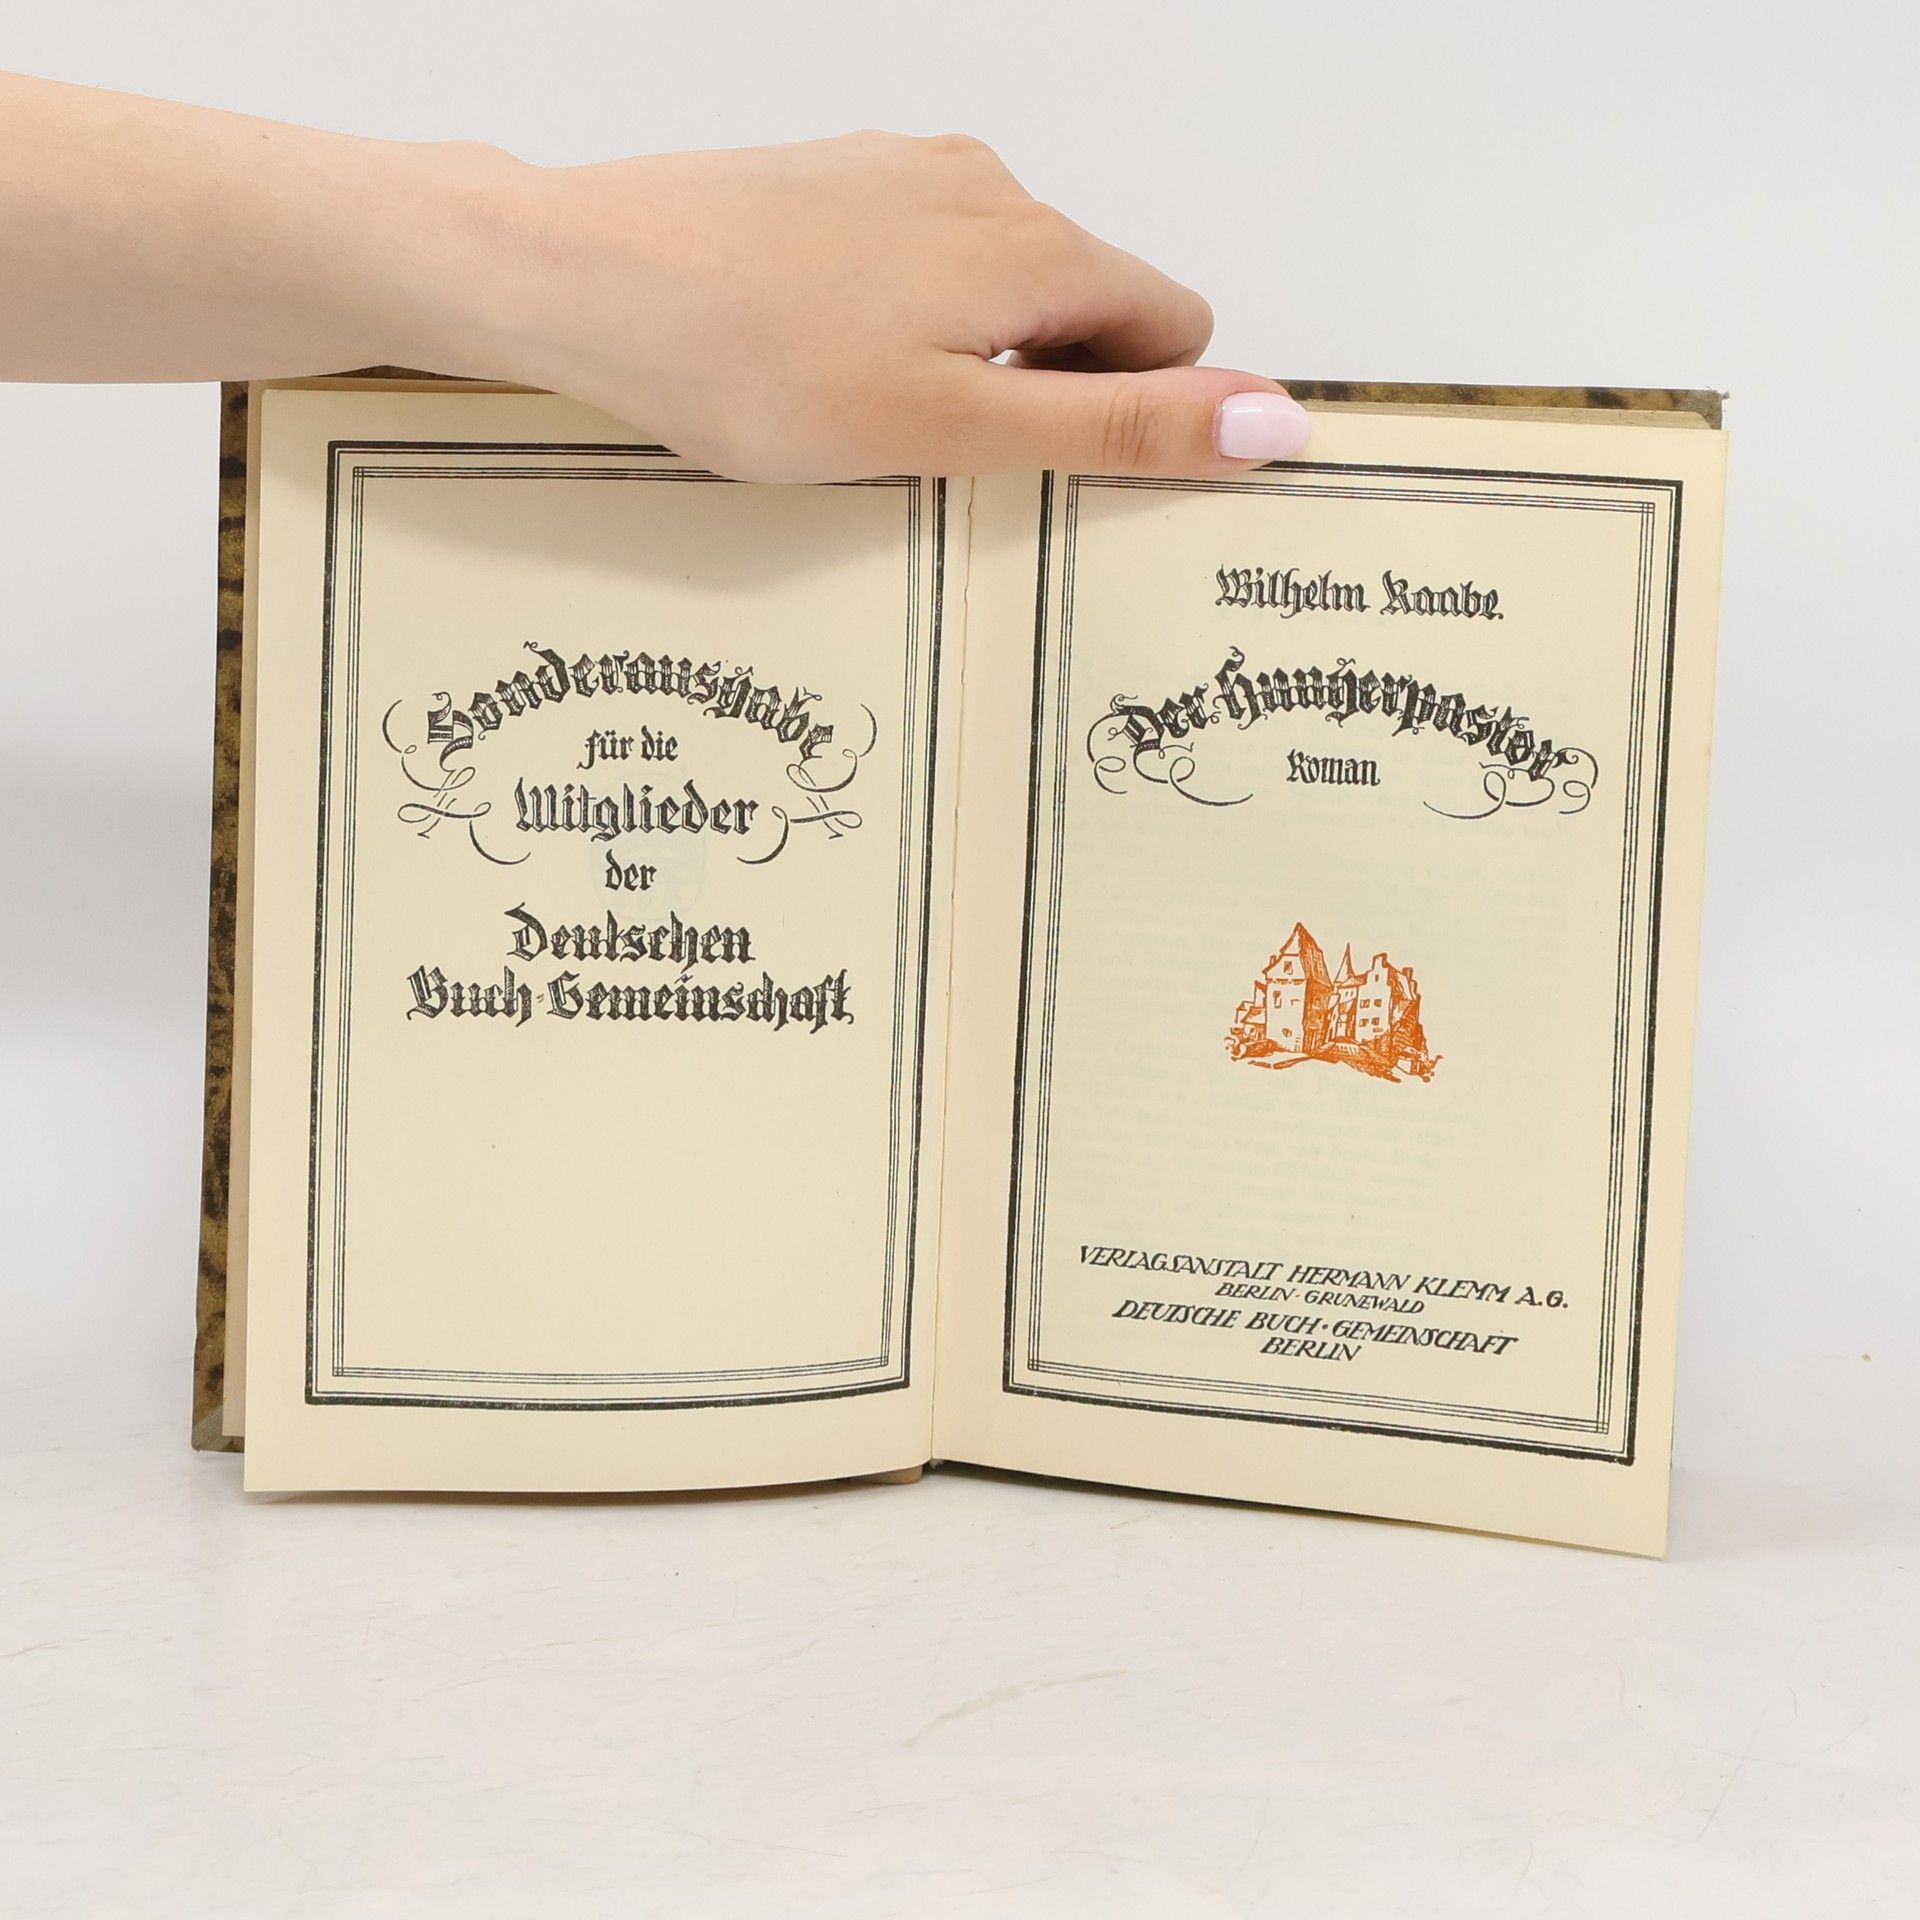 Sonderausgabe
für die
Mitglieder
der
Deutschen
Buch-Gemeinschaft
Wilhelm Raabe
Der Hungerpastor
Roman
VERLAGSANSTALT HERMANN KLEMM A.G.
BERLIN-GRUNEWALD
DEUTSCHE BUCH·GEMEINSCHAFT
BERLIN